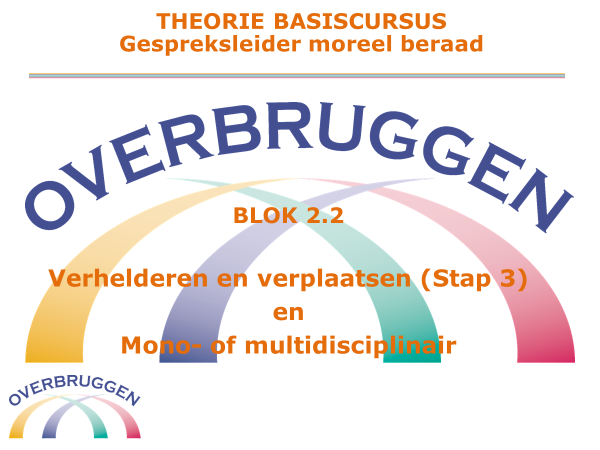 THEORIE BASISCURSUS
Gespreksleider moreel beraad
OVERBRUGGEN
BLOK 2.2
Verhelderen en verplaatsen (Stap 3)
en
Mono- of multidisciplinair
OVERBRUGGEN